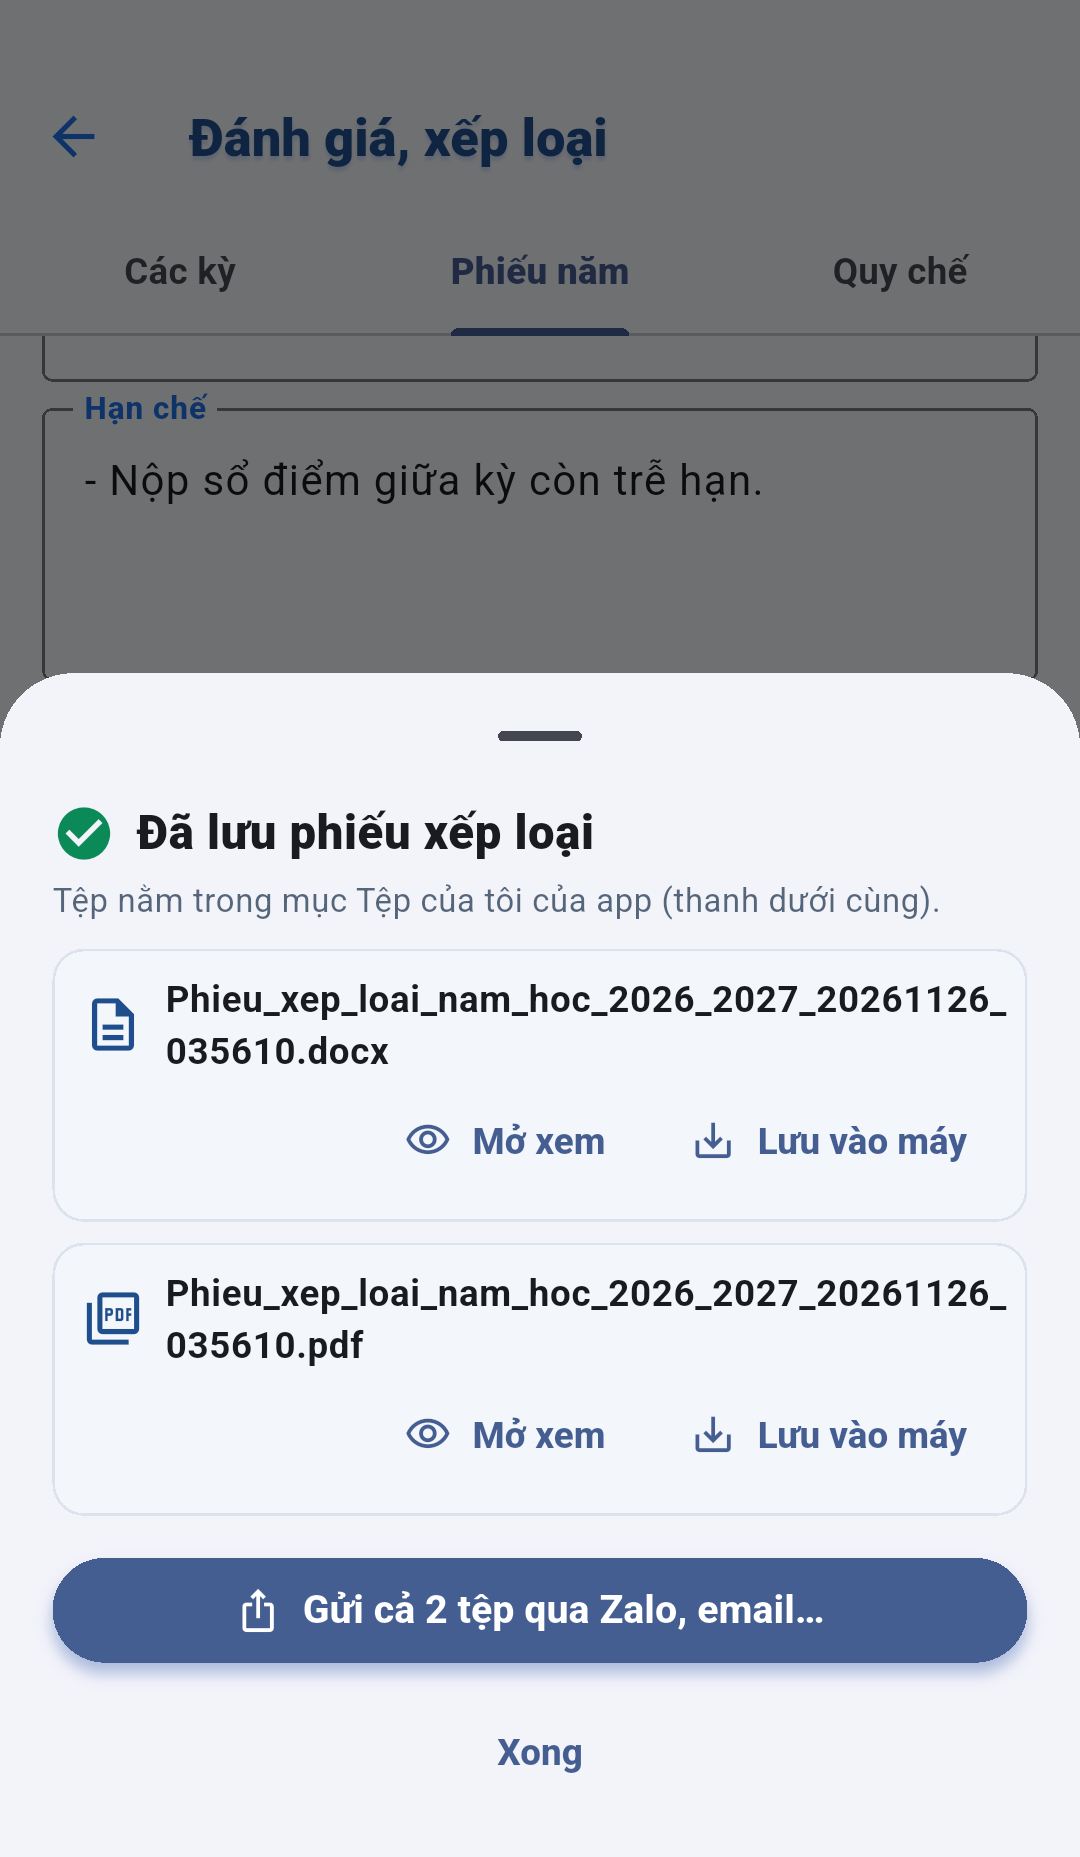 Đánh giá, xếp loại
Các kỳ
Phiếu năm
Quy chế
Hạn chế
- Nộp sổ điểm giữa kỳ còn trễ hạn.
Đã lưu phiếu xếp loại
Tệp nằm trong mục Tệp của tôi của app (thanh dưới cùng).
Phieu_xep_loai_nam_hoc_2026_2027_20261126_
035610.docx
Mở xem
Lưu vào máy
PDF
Phieu_xep_loai_nam_hoc_2026_2027_20261126_
035610.pdf
Mở xem
Lưu vào máy
Gửi cả 2 tệp qua Zalo, email...
Xong